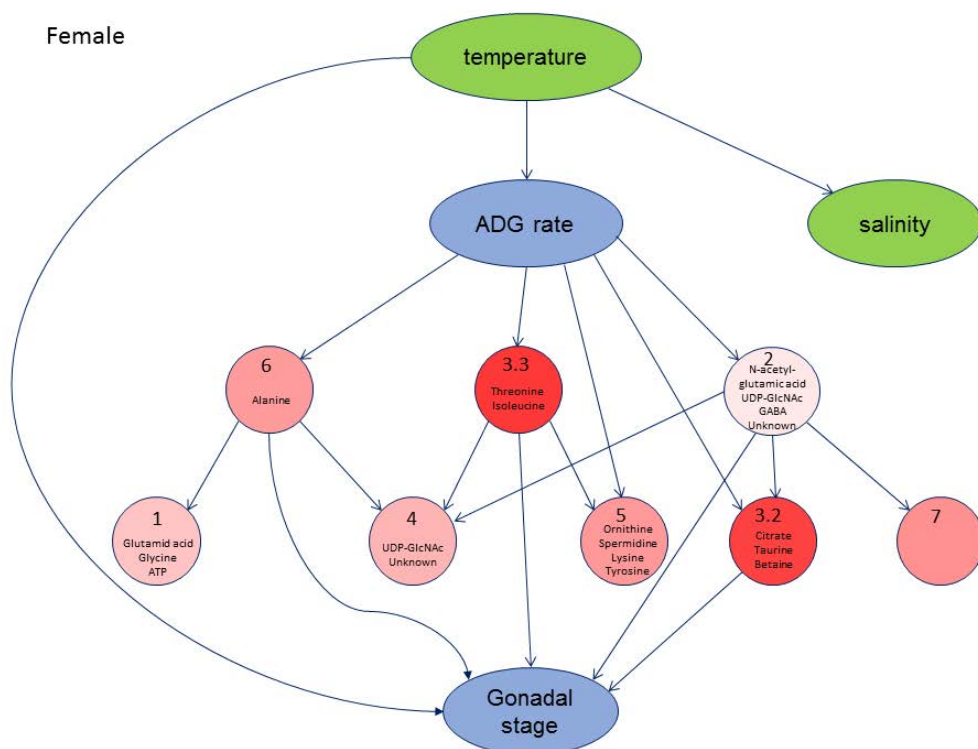 Female
temperature
ADG rate
salinity
6
Alanine
3.3
Threonine
Isoleucine
2
N-acetyl-
glutamic acid
UDP-GlcNAc
GABA
Unknown
1
Glutamid acid
Glycine
ATP
4
UDP-GlcNAc
Unknown
5
Ornithine
Spermidine
Lysine
Tyrosine
3.2
Citrate
Taurine
Betaine
7
Gonadal
stage